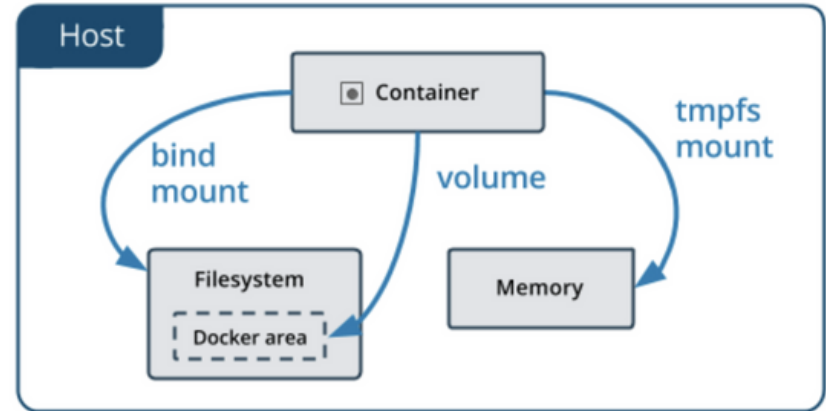 Host
Container
bind
mount
volume
tmpfs
mount
Filesystem
Docker area
Memory